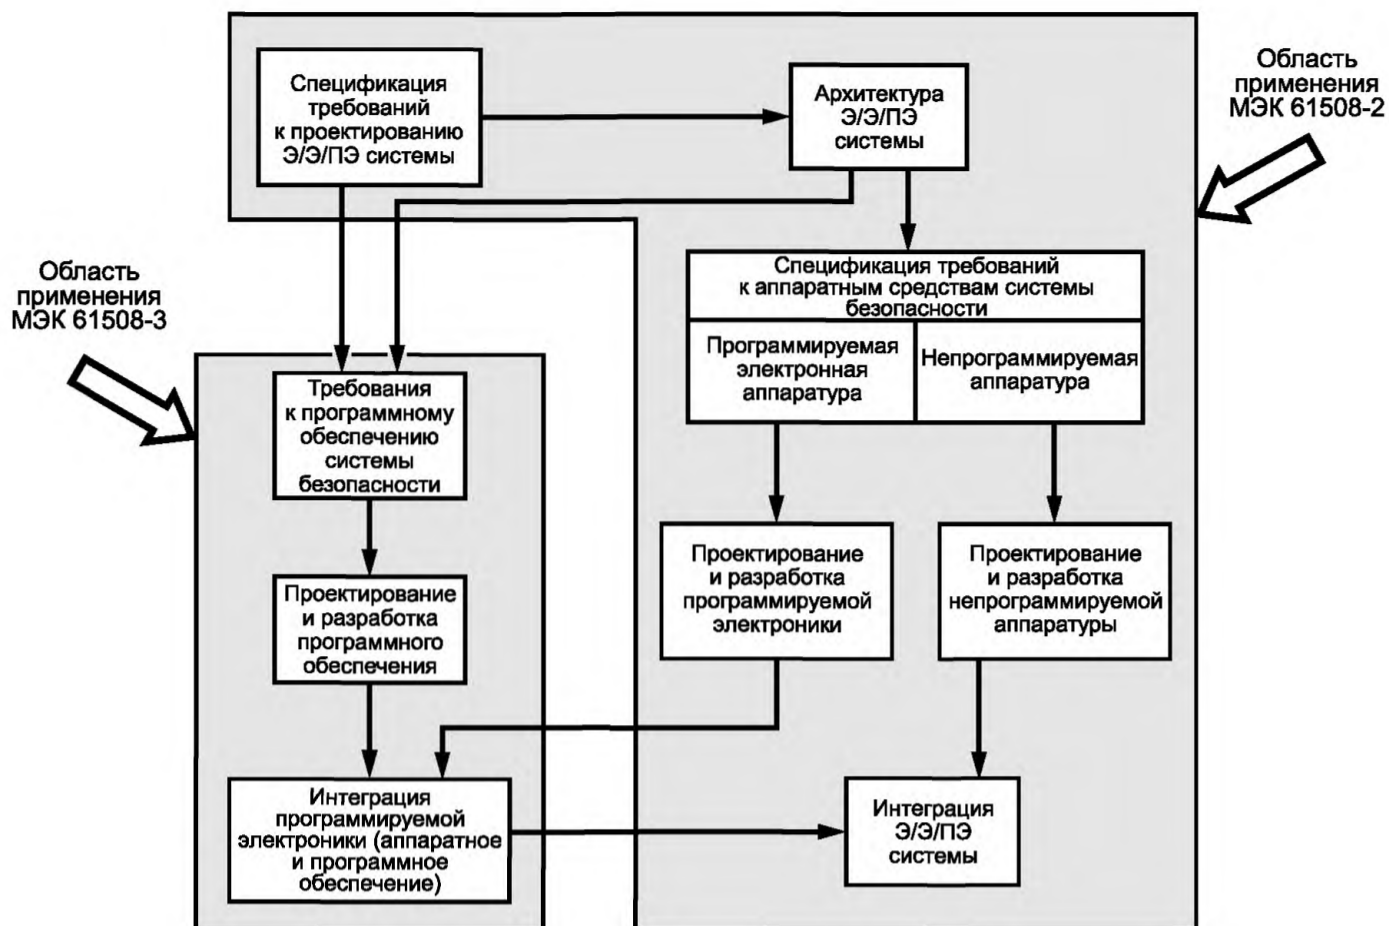 Спецификация
требований
к проектированию
Э/Э/ПЭ системы
Архитектура
Э/Э/ПЭ
системы
Область
применения
МЭК 61508-2
Спецификация требований
к аппаратным средствам системы
безопасности
Программируемая
электронная
аппаратура
Непрограммируемая
аппаратура
Область
применения
МЭК 61508-3
Требования
к программному
обеспечению
системы
безопасности
Проектирование
и разработка
программируемой
электроники
Проектирование
и разработка
непрограммируемой
аппаратуры
Проектирование
и разработка
программного
обеспечения
Интеграция
программируемой
электроники (аппаратное
и программное
обеспечение)
Интеграция
Э/Э/ПЭ
системы